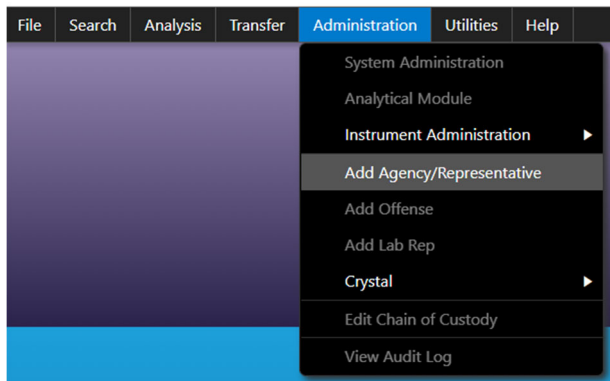 File Search Analysis Transfer Administration Utilities Help
System Administration
Analytical Module
Instrument Administration
Add Agency/Representative
Add Offense
Add Lab Rep
Crystal
Edit Chain of Custody
View Audit Log